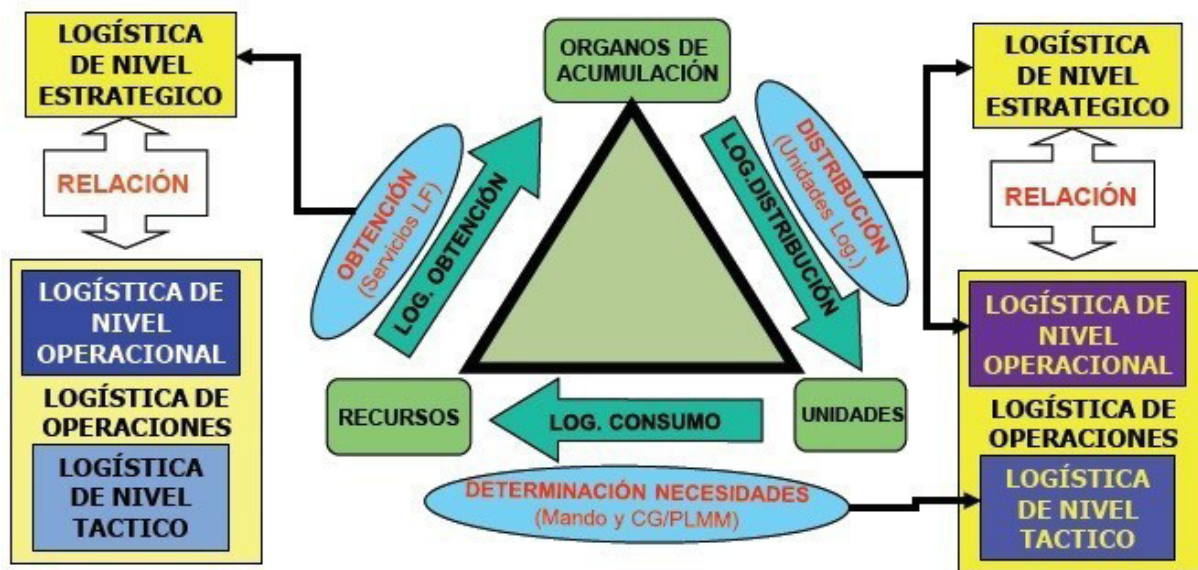 LOGÍSTICA
DE NIVEL
ESTRATEGICO
RELACIÓN
LOGÍSTICA DE
NIVEL
OPERACIONAL
LOGÍSTICA DE
OPERACIONES
LOGÍSTICA
DE NIVEL
TACTICO
ORGANOS DE
ACUMULACIÓN
OBTENCIÓN
(Servicios LF)
LOG. OBTENCIÓN
LOG.DISTRIBUCIÓN
DISTRIBUCIÓN
(Unidades Log.)
RECURSOS
LOG. CONSUMO
UNIDADES
DETERMINACIÓN NECESIDADES
(Mando y CG/PLMM)
LOGÍSTICA
DE NIVEL
ESTRATEGICO
RELACIÓN
LOGÍSTICA
DE NIVEL
OPERACIONAL
LOGÍSTICA DE
OPERACIONES
LOGÍSTICA
DE NIVEL
TACTICO